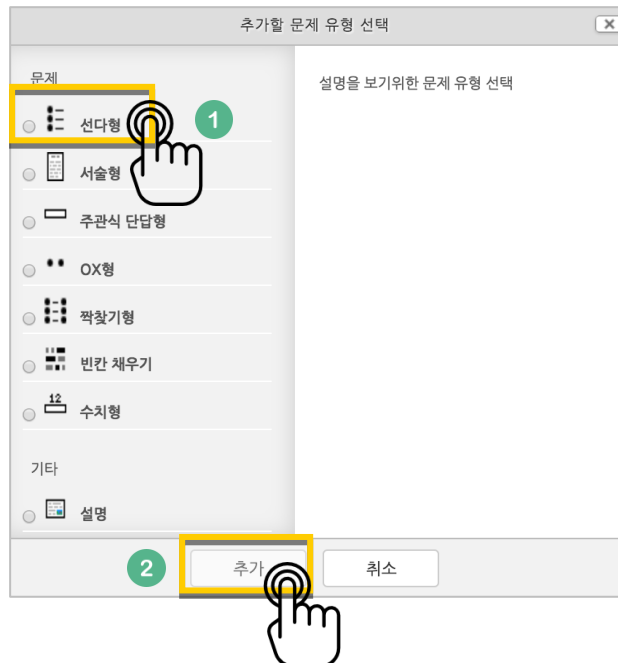 추가할 문제 유형 선택
문제
설명을 보기위한 문제 유형 선택
선다형
1
서술형
주관식 단답형
OX형
짝찾기형
빈칸 채우기
12
수치형
기타
설명
2
추가
취소